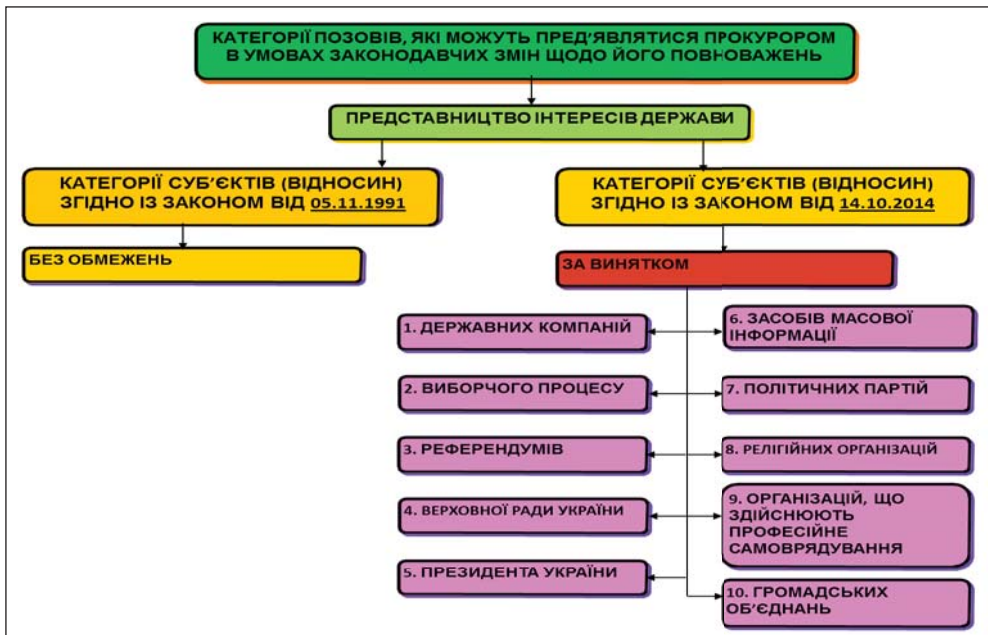 КАТЕГОРІЇ ПОЗОВІВ, ЯКІ МОЖУТЬ ПРЕД’ЯВЛЯТИСЯ ПРОКУРОРОМ
В УМОВАХ ЗАКОНОДАВЧИХ ЗМІН ЩОДО ЙОГО ПОВНОВАЖЕНЬ
ПРЕДСТАВНИЦТВО ІНТЕРЕСІВ ДЕРЖАВИ
КАТЕГОРІЇ СУБ’ЄКТІВ (ВІДНОСИН)
ЗГІДНО ІЗ ЗАКОНОМ ВІД 05.11.1991
БЕЗ ОБМЕЖЕНЬ
КАТЕГОРІЇ СУБ’ЄКТІВ (ВІДНОСИН)
ЗГІДНО ІЗ ЗАКОНОМ ВІД 14.10.2014
ЗА ВИНЯТКОМ
1. ДЕРЖАВНИХ КОМПАНІЙ
2. ВИБОРЧОГО ПРОЦЕСУ
3. РЕФЕРЕНДУМІВ
4. ВЕРХОВНОЇ РАДИ УКРАЇНИ
5. ПРЕЗИДЕНТА УКРАЇНИ
6. ЗАСОБІВ МАСОВОЇ
ІНФОРМАЦІЇ
7. ПОЛІТИЧНИХ ПАРТІЙ
8. РЕЛІГІЙНИХ ОРГАНІЗАЦІЙ
9. ОРГАНІЗАЦІЙ, ЩО
ЗДІЙСНЮЮТЬ
ПРОФЕСІЙНЕ
САМОВРЯДУВАННЯ
10. ГРОМАДСЬКИХ
ОБ’ЄДНАНЬ